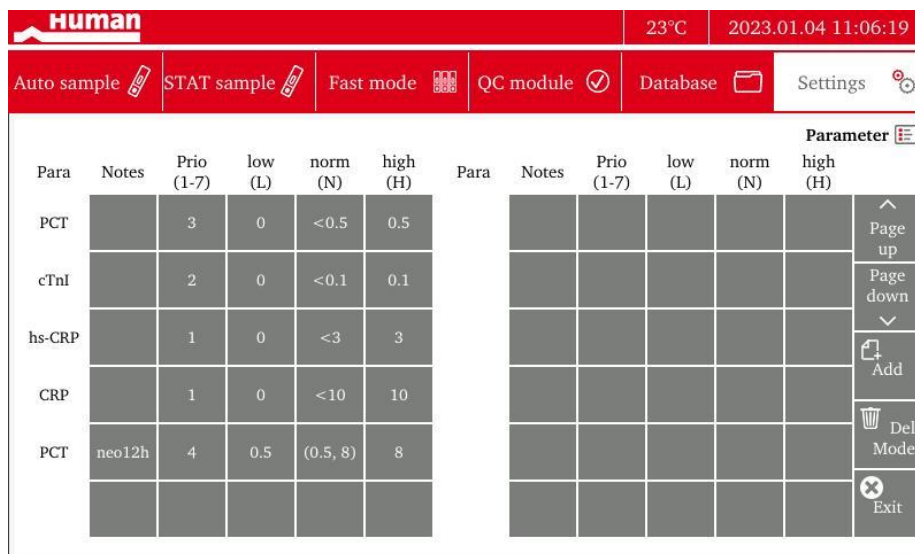 Human
23°C 2023.01.04 11:06:19
Auto sample STAT sample Fast mode QC module Database Settings
Parameter
Para Notes Prio (1-7) low (L) norm (N) high (H) Para Notes Prio (1-7) low (L) norm (N) high (H)
PCT 3 0 <0.5 0.5
cTnI 2 0 <0.1 0.1
hs-CRP 1 0 <3 3
CRP 1 0 <10 10
PCT neo12h 4 0.5 (0.5, 8) 8
Page up
Page down
Add
Del Mode
Exit